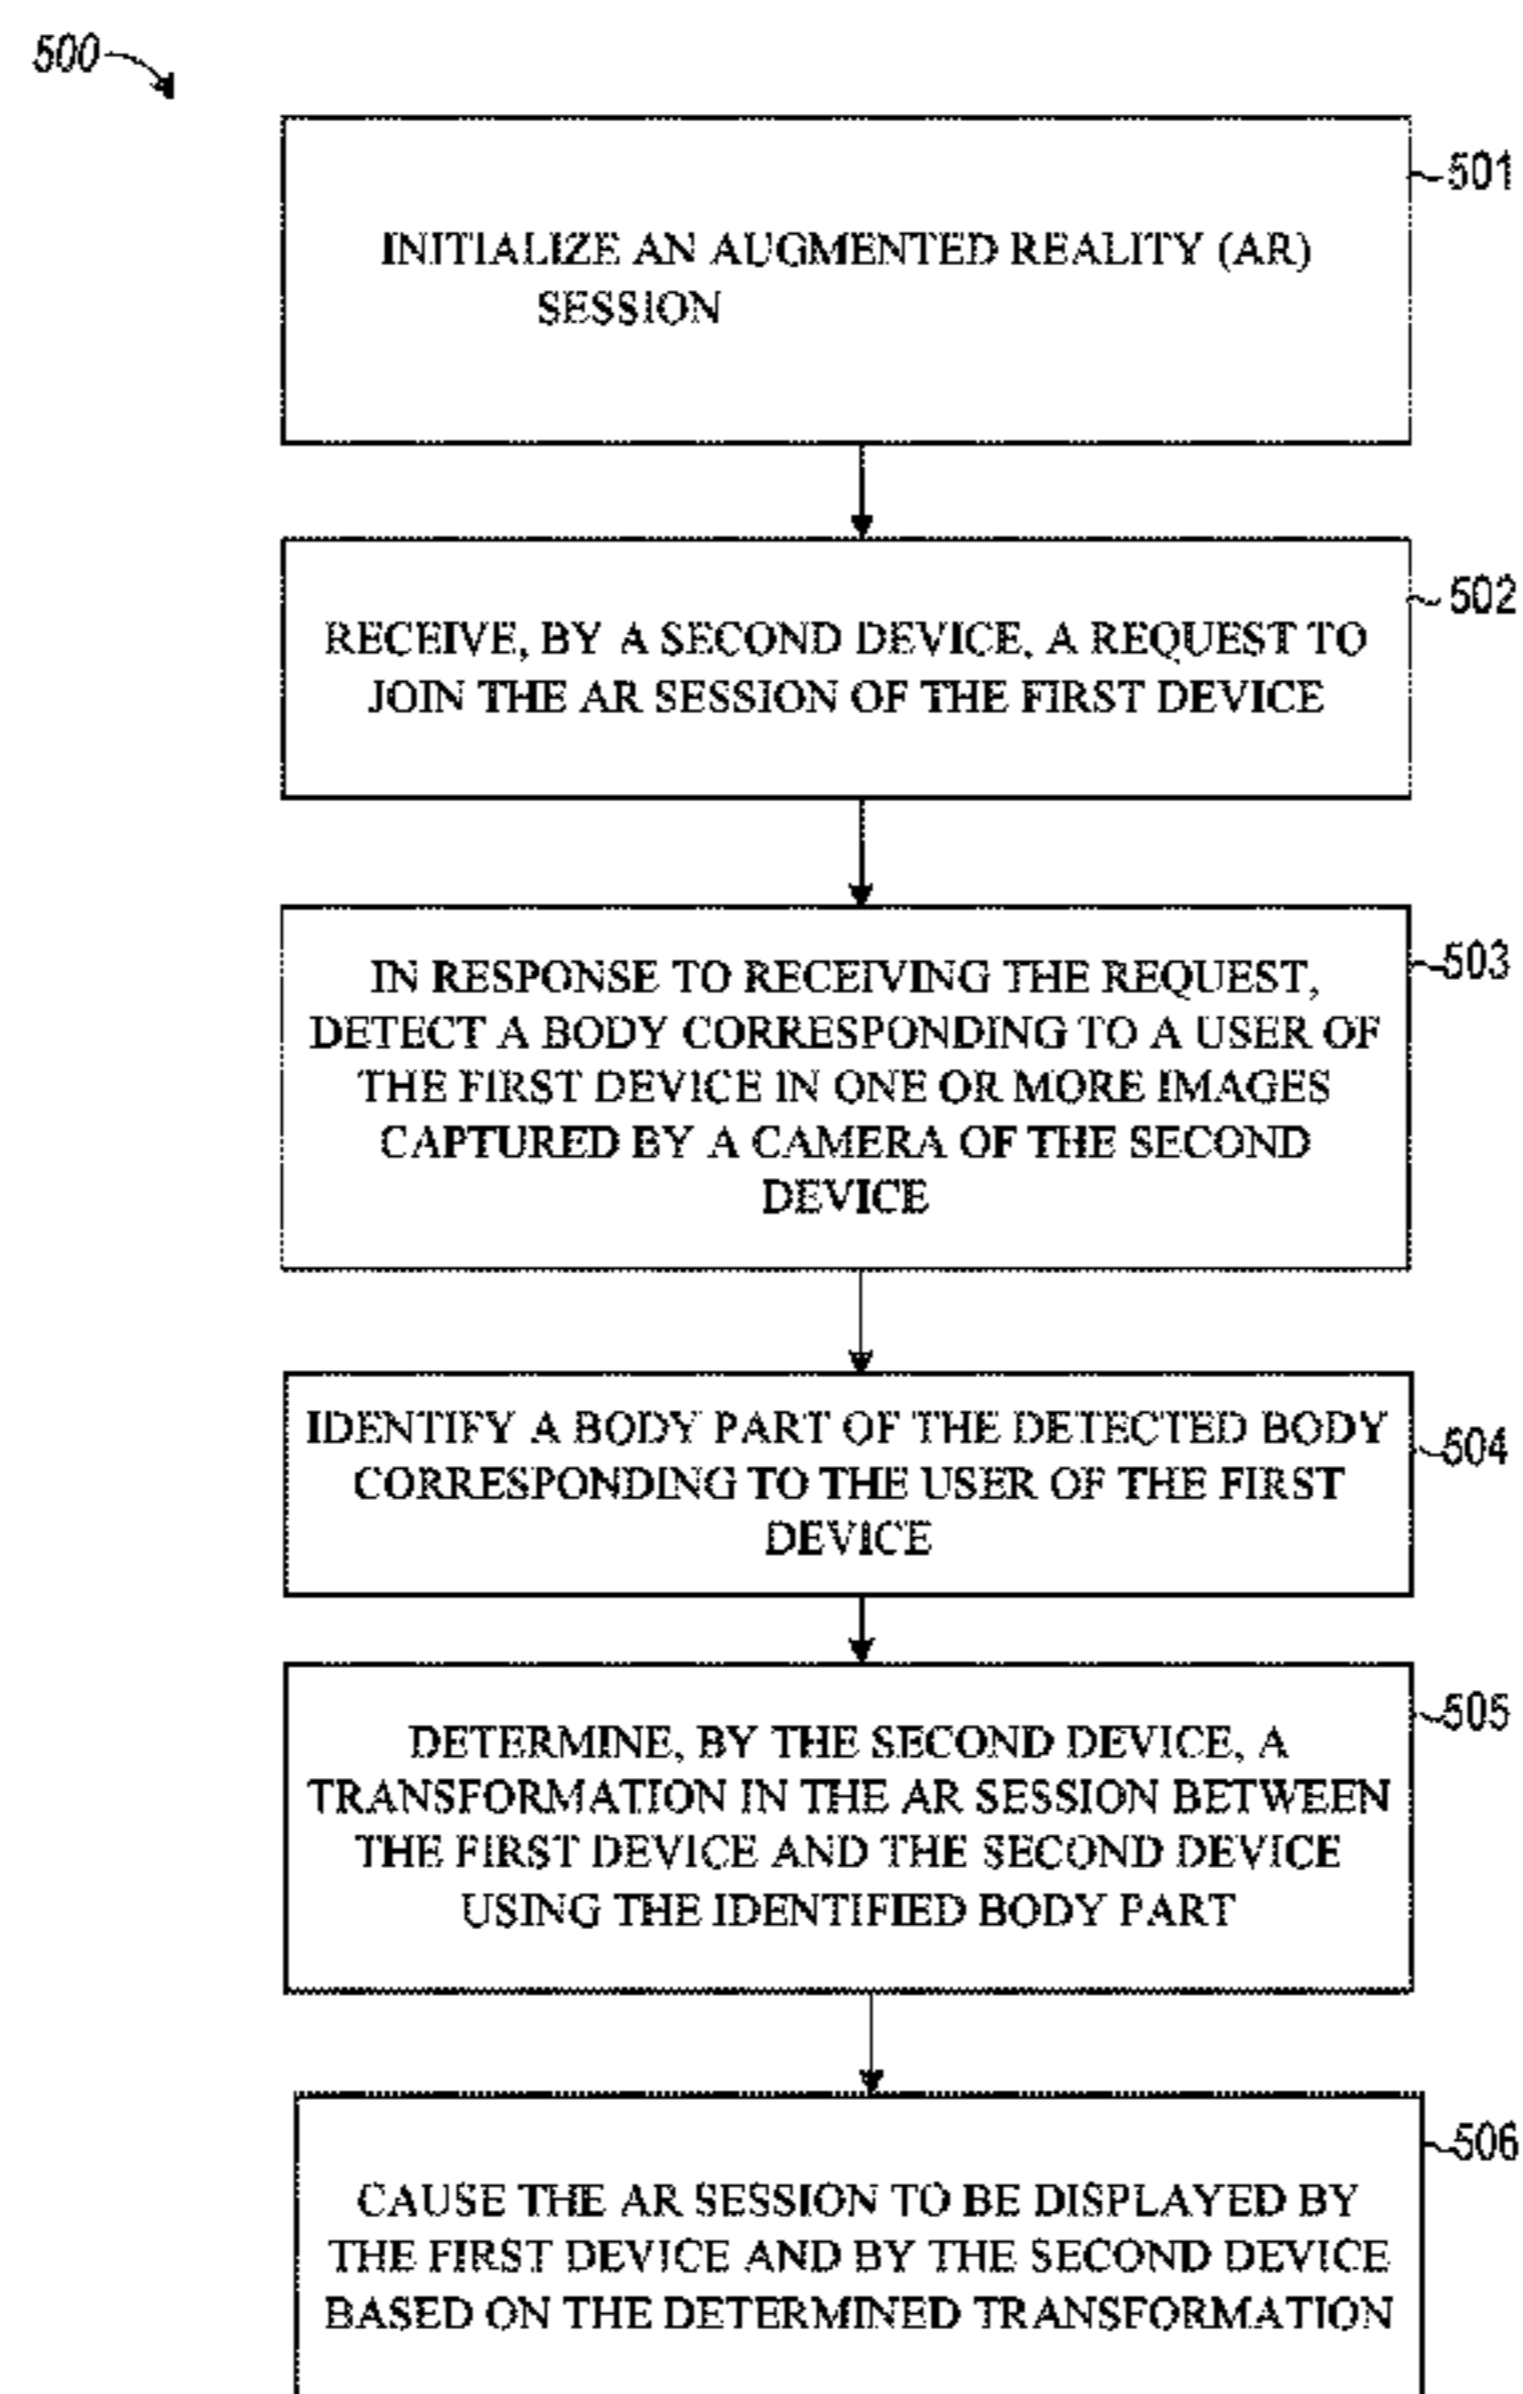 500
501
INITIALIZE AN AUGMENTED REALITY (AR)
SESSION
502
RECEIVE, BY A SECOND DEVICE, A REQUEST TO
JOIN THE AR SESSION OF THE FIRST DEVICE
503
IN RESPONSE TO RECEIVING THE REQUEST,
DETECT A BODY CORRESPONDING TO A USER OF
THE FIRST DEVICE IN ONE OR MORE IMAGES
CAPTURED BY A CAMERA OF THE SECOND
DEVICE
504
IDENTIFY A BODY PART OF THE DETECTED BODY
CORRESPONDING TO THE USER OF THE FIRST
DEVICE
505
DETERMINE, BY THE SECOND DEVICE, A
TRANSFORMATION IN THE AR SESSION BETWEEN
THE FIRST DEVICE AND THE SECOND DEVICE
USING THE IDENTIFIED BODY PART
506
CAUSE THE AR SESSION TO BE DISPLAYED BY
THE FIRST DEVICE AND BY THE SECOND DEVICE
BASED ON THE DETERMINED TRANSFORMATION